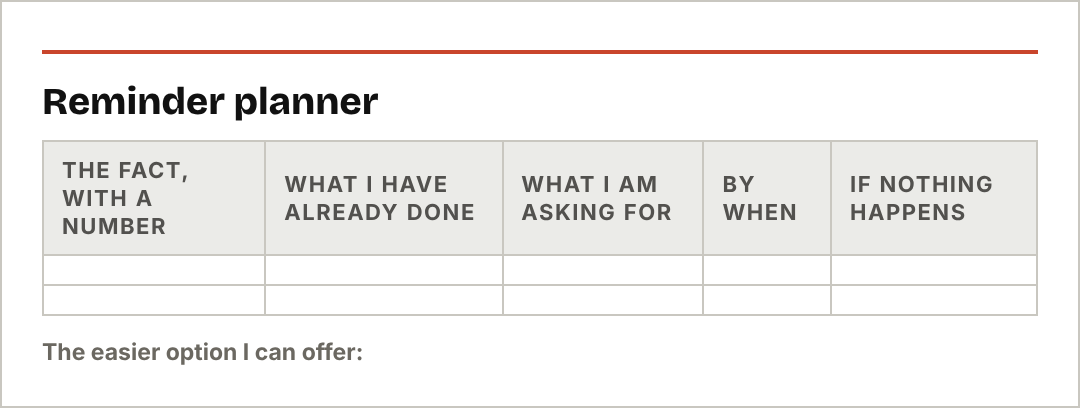 Reminder planner
THE FACT,
WITH A
NUMBER
WHAT I HAVE
ALREADY DONE
WHAT I AM
ASKING FOR
BY
WHEN
IF NOTHING
HAPPENS
The easier option I can offer: